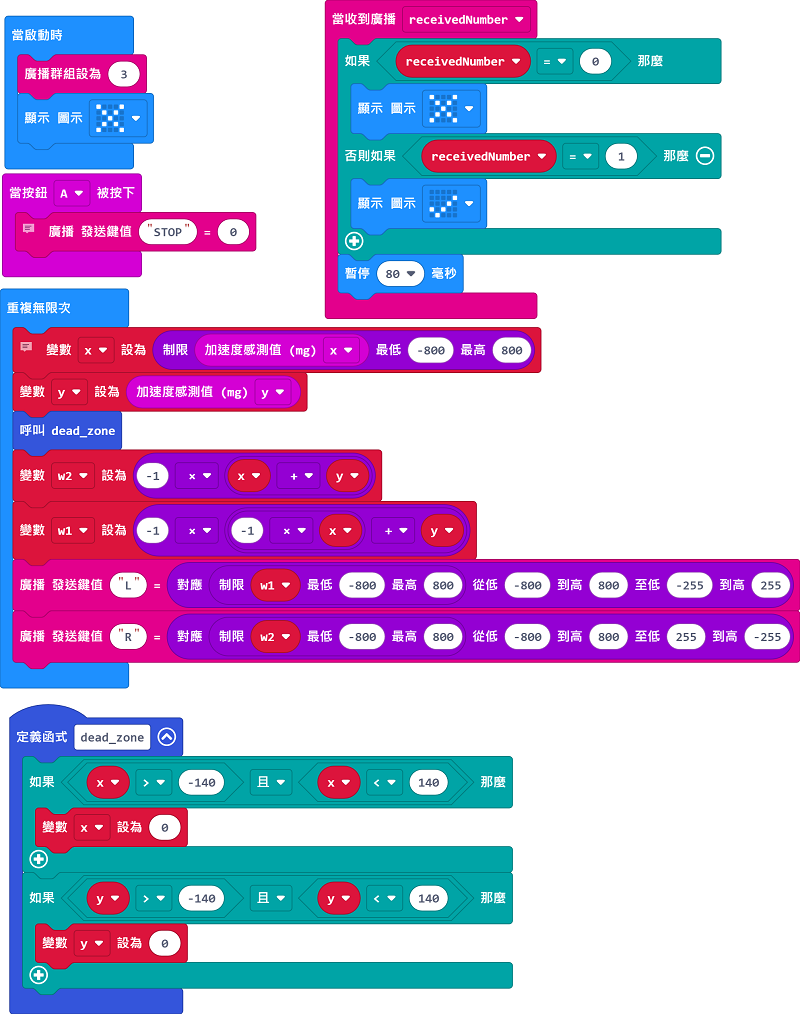 當啟動時
廣播群組設為 3
顯示 圖示
當按鈕 A 被按下
廣播 發送鍵值 "STOP" = 0
當收到廣播 receivedNumber
如果 receivedNumber = 0 那麼
顯示 圖示
否則如果 receivedNumber = 1 那麼
顯示 圖示
暫停 80 毫秒
重複無限次
變數 x 設為 制限 加速度感測值 (mg) x 最低 -800 最高 800
變數 y 設為 加速度感測值 (mg) y
呼叫 dead_zone
變數 w2 設為 -1 × x + y
變數 w1 設為 -1 × -1 × x + y
廣播 發送鍵值 "L" = 對應 制限 w1 最低 -800 最高 800 從低 -800 到高 800 至低 -255 到高 255
廣播 發送鍵值 "R" = 對應 制限 w2 最低 -800 最高 800 從低 -800 到高 800 至低 255 到高 -255
定義函式 dead_zone
如果 x > -140 且 x < 140 那麼
變數 x 設為 0
如果 y > -140 且 y < 140 那麼
變數 y 設為 0